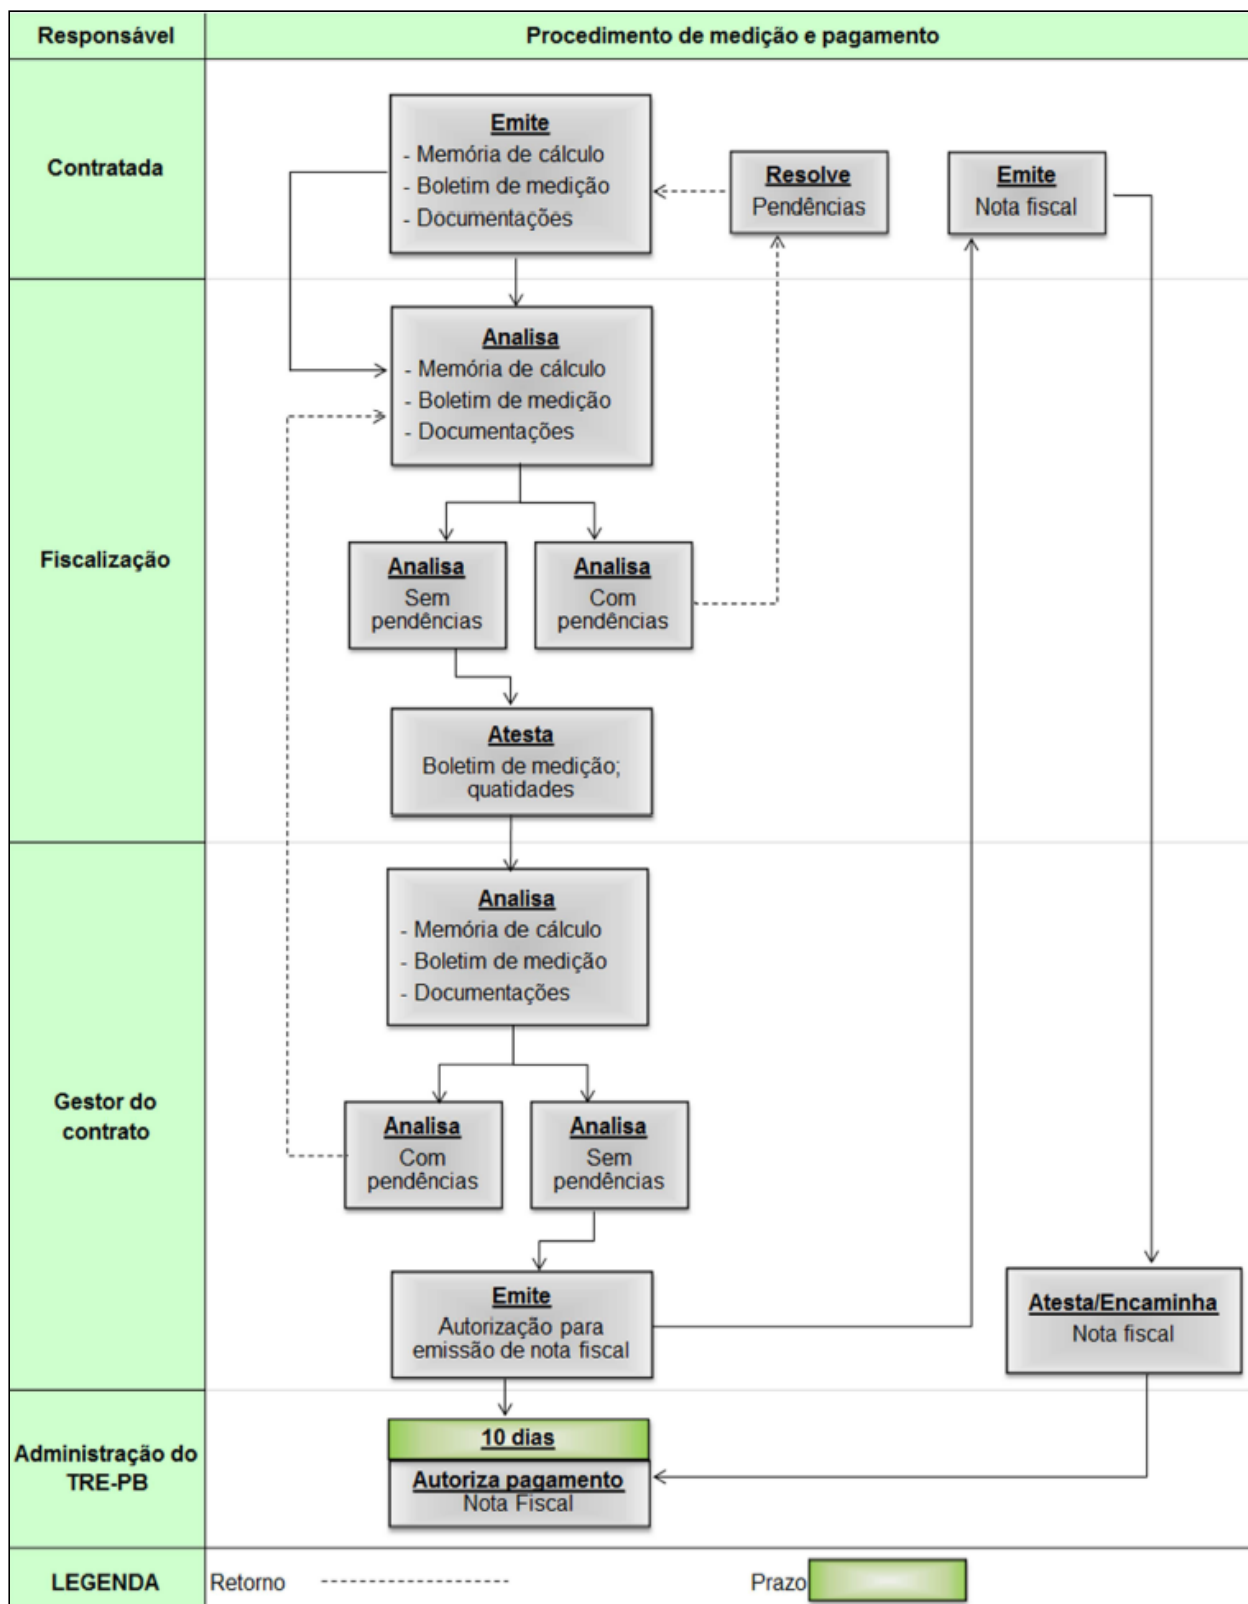 Responsável
Procedimento de medição e pagamento
Contratada
Emite
- Memória de cálculo
- Boletim de medição
- Documentações
Resolve
Pendências
Emite
Nota fiscal
Fiscalização
Analisa
- Memória de cálculo
- Boletim de medição
- Documentações
Analisa
Sem
pendências
Analisa
Com
pendências
Atesta
Boletim de medição;
quatidades
Gestor do
contrato
Analisa
- Memória de cálculo
- Boletim de medição
- Documentações
Analisa
Com
pendências
Analisa
Sem
pendências
Emite
Autorização para
emissão de nota fiscal
Atesta/Encaminha
Nota fiscal
Administração do
TRE-PB
10 dias
Autoriza pagamento
Nota Fiscal
LEGENDA
Retorno
Prazo